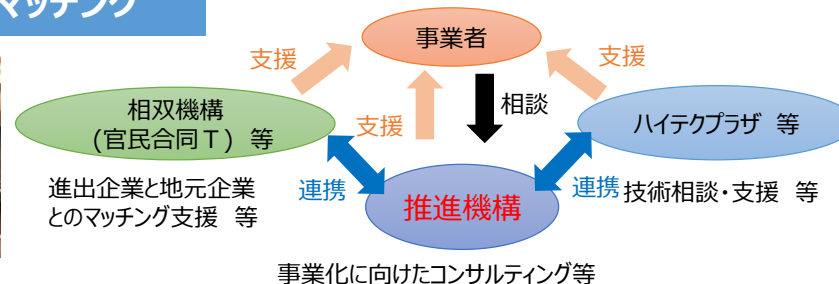 マッチング
事業者
支援
支援
相双機構
(官民合同T) 等
支援
相談
ハイテクプラザ 等
進出企業と地元企業
とのマッチング支援 等
連携
推進機構
連携
技術相談・支援 等
事業化に向けたコンサルティング等